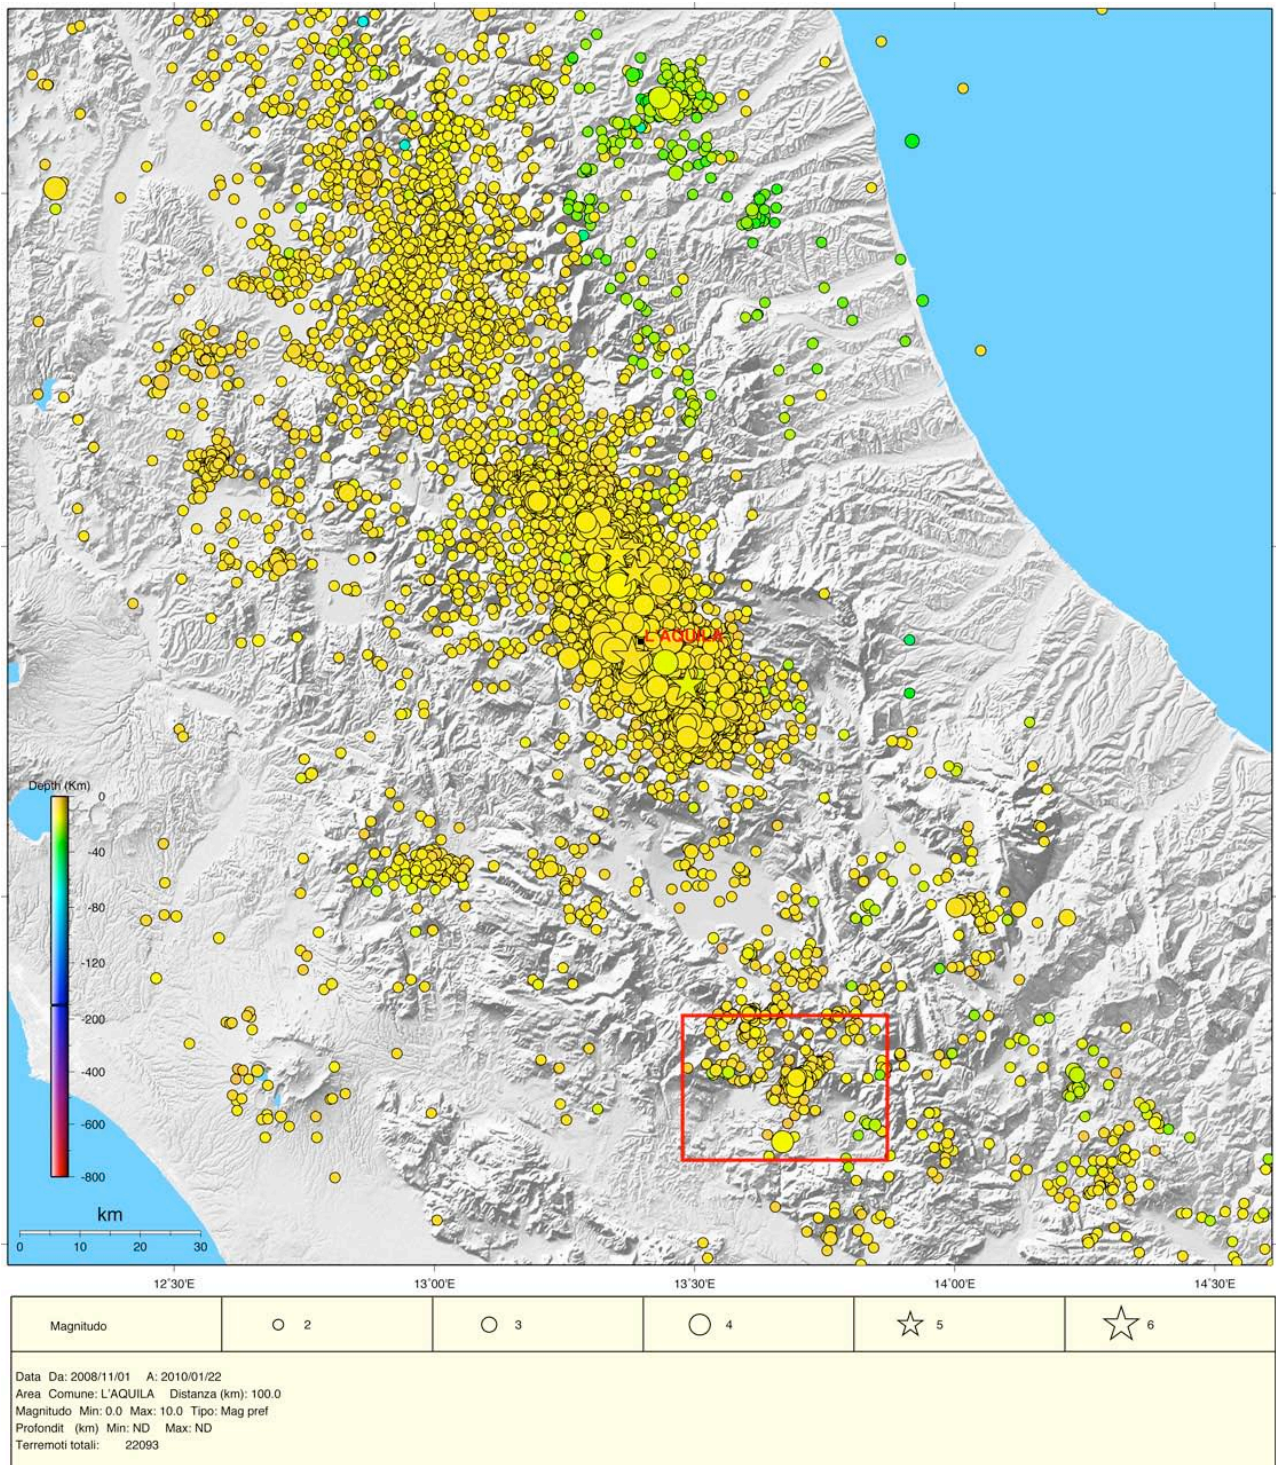 L'AQUILA
Depth (Km)
0
-40
-80
-120
-200
-400
-600
-800
km
0 10 20 30
12˚30'E 13˚00'E 13˚30'E 14˚00'E 14˚30'E
Magnitudo 2 3 4 5 6
Data Da: 2008/11/01 A: 2010/01/22
Area Comune: L'AQUILA Distanza (km): 100.0
Magnitudo Min: 0.0 Max: 10.0 Tipo: Mag pref
Profondit (km) Min: ND Max: ND
Terremoti totali: 22093